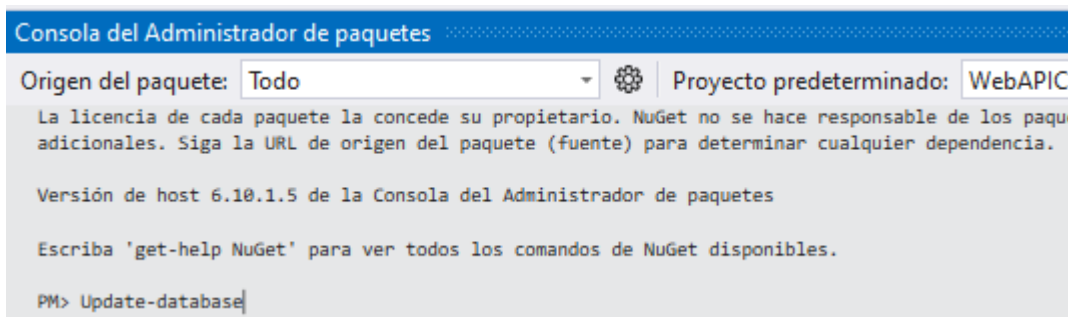 Consola del Administrador de paquetes
Origen del paquete: Todo Proyecto predeterminado: WebAPIC
La licencia de cada paquete la concede su propietario. NuGet no se hace responsable de los paqu
adicionales. Siga la URL de origen del paquete (fuente) para determinar cualquier dependencia.
Versión de host 6.10.1.5 de la Consola del Administrador de paquetes
Escriba 'get-help NuGet' para ver todos los comandos de NuGet disponibles.
PM> Update-database